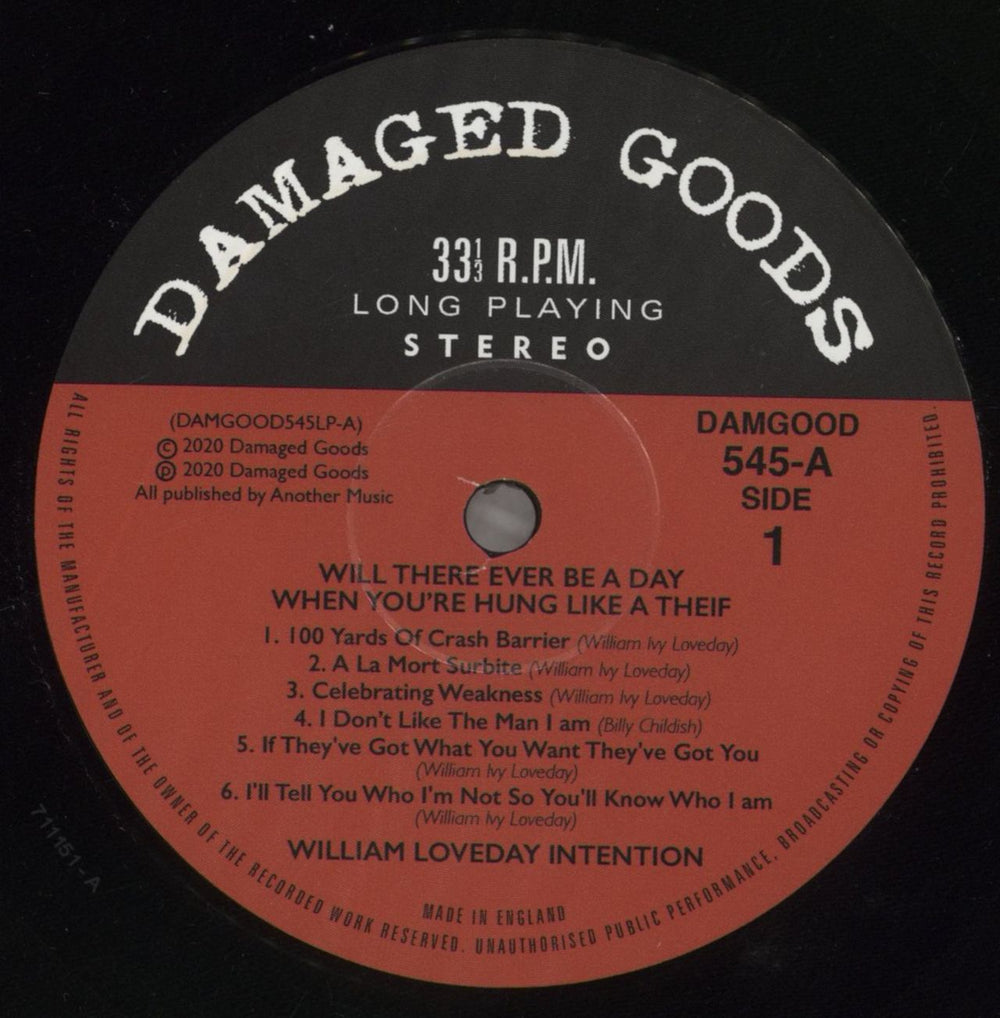 DAMAGED GOODS
33⅓ R.P.M.
LONG PLAYING
STEREO
(DAMGOOD545LP-A)
© 2020 Damaged Goods
℗ 2020 Damaged Goods
All published by Another Music
DAMGOOD
545-A
SIDE
1
WILL THERE EVER BE A DAY
WHEN YOU'RE HUNG LIKE A THEIF
1. 100 Yards Of Crash Barrier (William Ivy Loveday)
2. A La Mort Surbite (William Ivy Loveday)
3. Celebrating Weakness (William Ivy Loveday)
4. I Don't Like The Man I am (Billy Childish)
5. If They've Got What You Want They've Got You
(William Ivy Loveday)
6. I'll Tell You Who I'm Not So You'll Know Who I am
(William Ivy Loveday)
WILLIAM LOVEDAY INTENTION
MADE IN ENGLAND
ALL RIGHTS OF THE MANUFACTURER AND OF THE OWNER OF THE RECORDED WORK RESERVED. UNAUTHORISED PUBLIC PERFORMANCE, BROADCASTING OR COPYING OF THIS RECORD PROHIBITED.
711151-A